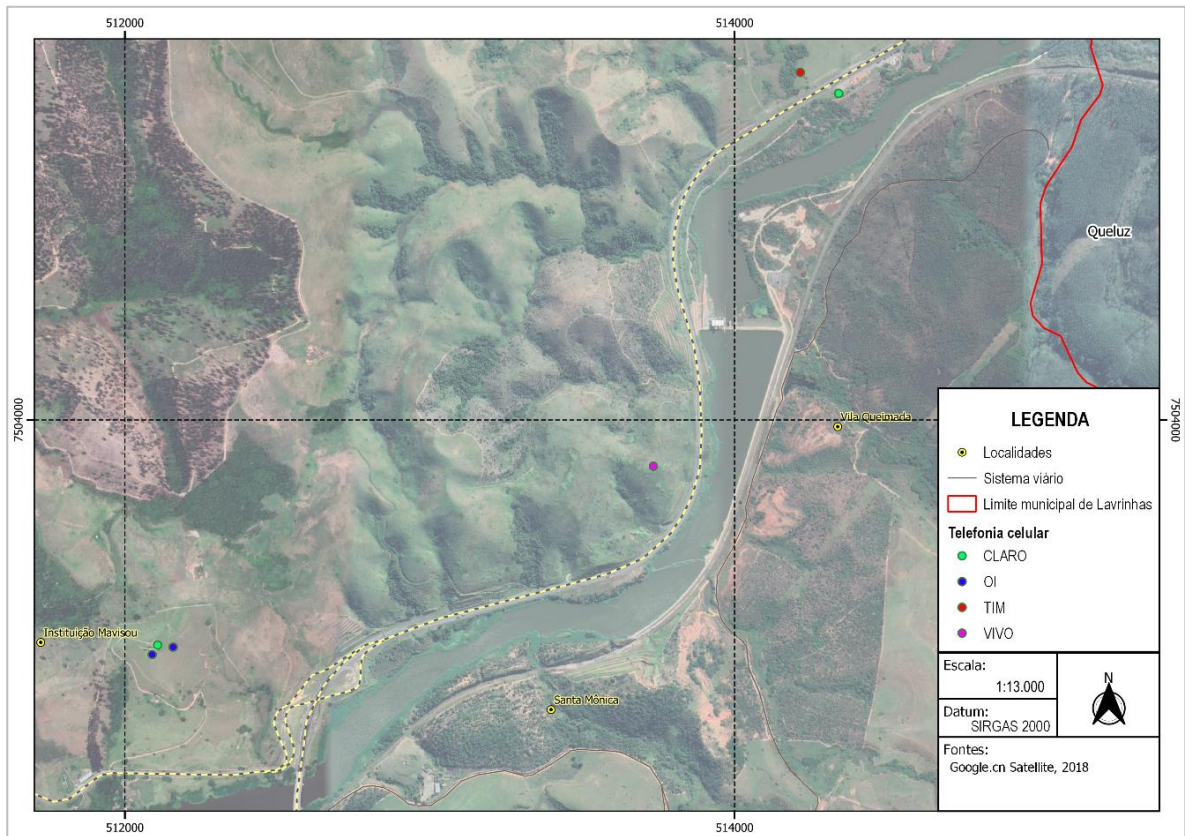 512000
514000
Queluz
7504000
7504000
Vila Queimada
Instituição Mavisou
Santa Mônica
LEGENDA
Localidades
Sistema viário
Limite municipal de Lavrinhas
Telefonia celular
CLARO
OI
TIM
VIVO
Escala:
1:13.000
Datum:
SIRGAS 2000
N
Fontes:
Google.cn Satellite, 2018
512000
514000